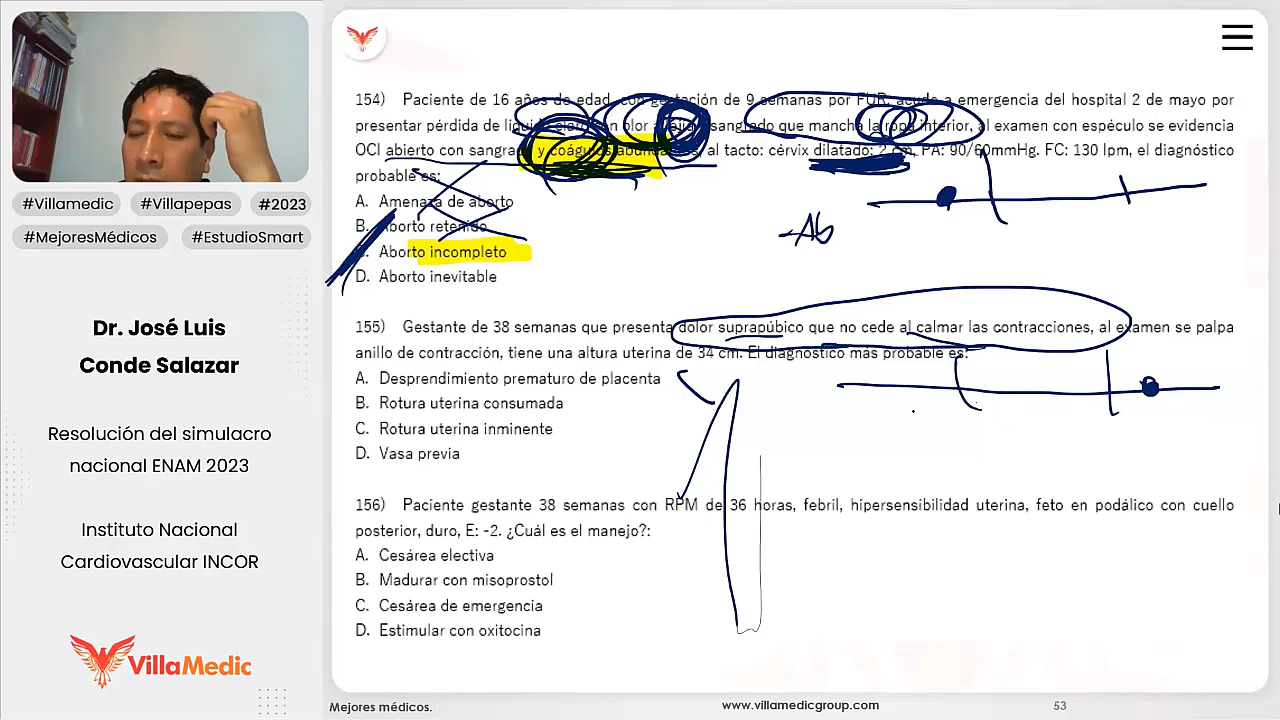 #Villamedic #Villapepas #2023
#MejoresMédicos #EstudioSmart
Dr. José Luis
Conde Salazar
Resolución del simulacro
nacional ENAM 2023
Instituto Nacional
Cardiovascular INCOR
VillaMedic
154) Paciente de 16 años de edad, con gestación de 9 semanas por FUR, acude a emergencia del hospital 2 de mayo por
presentar pérdida de líquido sangrado que mancha la ropa interior, al examen con espéculo se evidencia
OCI abierto con sangrado y coágulos al tacto: cérvix dilatado: 2 cm, PA: 90/60mmHg. FC: 130 lpm, el diagnóstico
probable es:
A. Amenaza de aborto
B. Aborto retenido
C. Aborto incompleto
D. Aborto inevitable
-Ab
155) Gestante de 38 semanas que presenta dolor suprapúbico que no cede al calmar las contracciones, al examen se palpa
anillo de contracción, tiene una altura uterina de 34 cm. El diagnóstico más probable es:
A. Desprendimiento prematuro de placenta
B. Rotura uterina consumada
C. Rotura uterina inminente
D. Vasa previa
156) Paciente gestante 38 semanas con RPM de 36 horas, febril, hipersensibilidad uterina, feto en podálico con cuello
posterior, duro, E: -2. ¿Cuál es el manejo?:
A. Cesárea electiva
B. Madurar con misoprostol
C. Cesárea de emergencia
D. Estimular con oxitocina
Mejores médicos. www.villamedicgroup.com 53